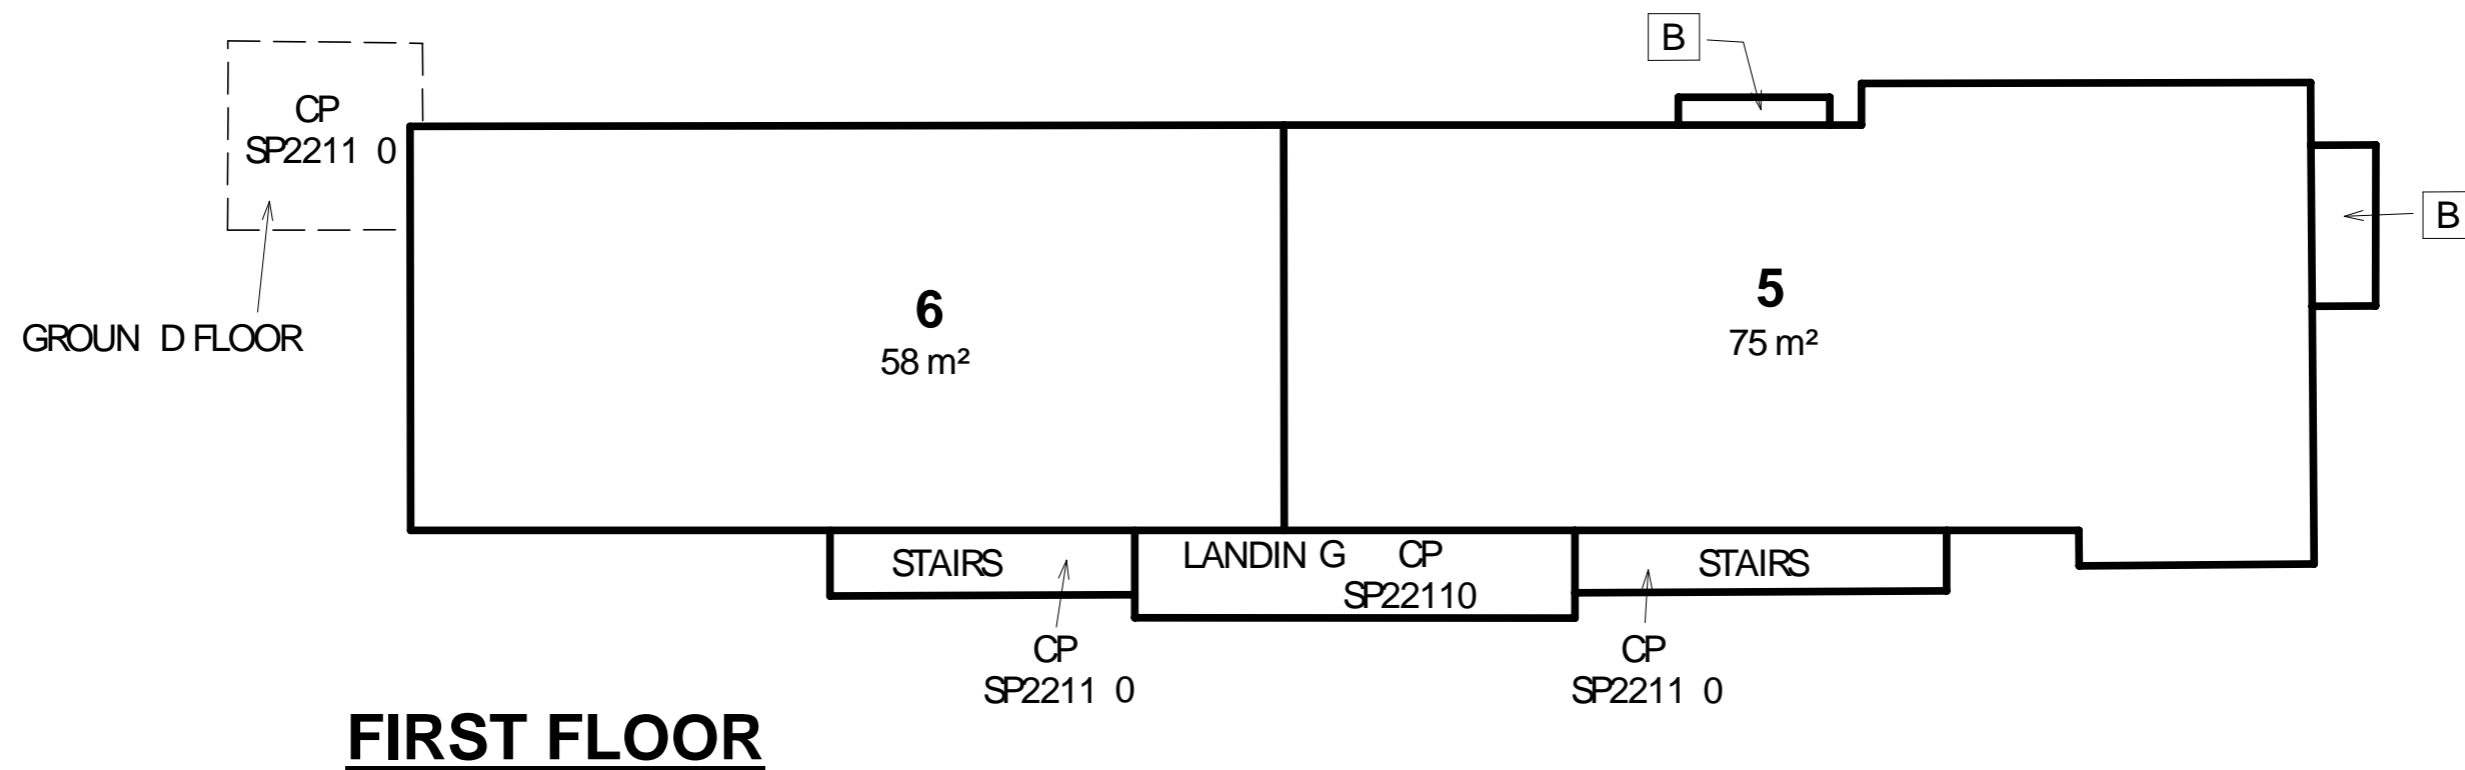 B
CP
SP2211 0
B
5
75 m²
6
58 m²
GROUN D FLOOR
STAIRS
LANDIN G CP
SP22110
STAIRS
CP
SP2211 0
CP
SP2211 0
FIRST FLOOR